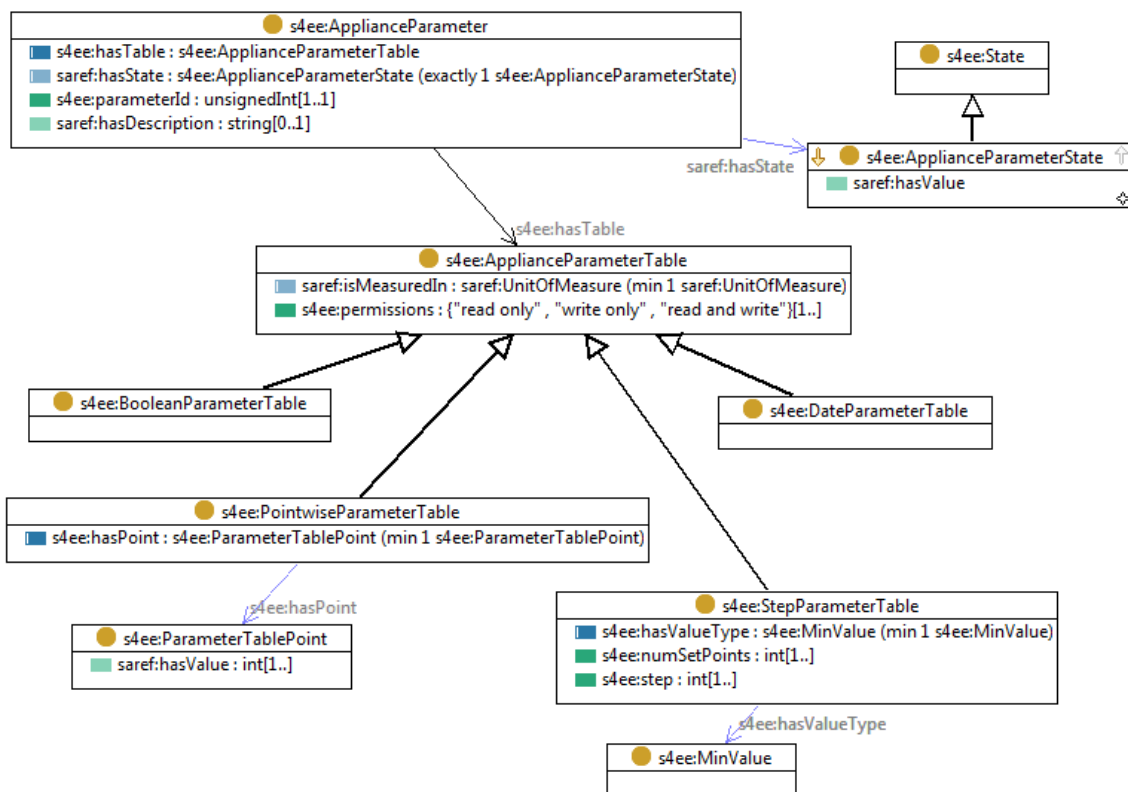 s4ee:ApplianceParameter
s4ee:hasTable : s4ee:ApplianceParameterTable
saref:hasState : s4ee:ApplianceParameterState (exactly 1 s4ee:ApplianceParameterState)
s4ee:parameterId : unsignedInt[1..1]
saref:hasDescription : string[0..1]
s4ee:State
saref:hasState
s4ee:ApplianceParameterState
saref:hasValue
s4ee:hasTable
s4ee:ApplianceParameterTable
saref:isMeasuredIn : saref:UnitOfMeasure (min 1 saref:UnitOfMeasure)
s4ee:permissions : {"read only" , "write only" , "read and write"}[1..]
s4ee:BooleanParameterTable
s4ee:DateParameterTable
s4ee:PointwiseParameterTable
s4ee:hasPoint : s4ee:ParameterTablePoint (min 1 s4ee:ParameterTablePoint)
s4ee:hasPoint
s4ee:ParameterTablePoint
saref:hasValue : int[1..]
s4ee:StepParameterTable
s4ee:hasValueType : s4ee:MinValue (min 1 s4ee:MinValue)
s4ee:numSetPoints : int[1..]
s4ee:step : int[1..]
s4ee:hasValueType
s4ee:MinValue